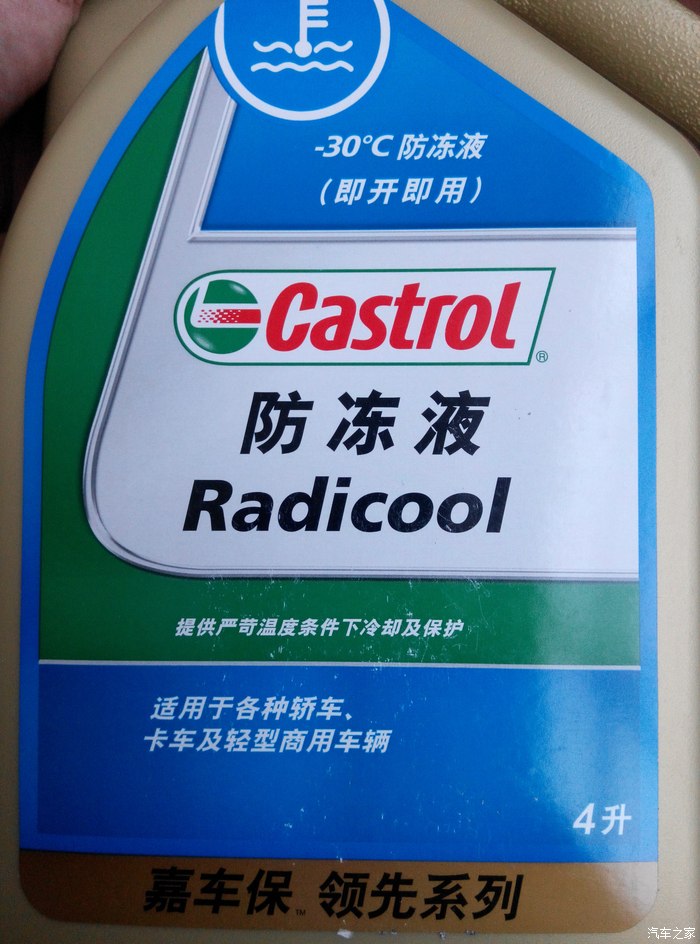 -30°C 防冻液
（即开即用）
Castrol®
防冻液
Radicool
提供严苛温度条件下冷却及保护
适用于各种轿车、
卡车及轻型商用车辆
4升
嘉车保™ 领先系列
汽车之家